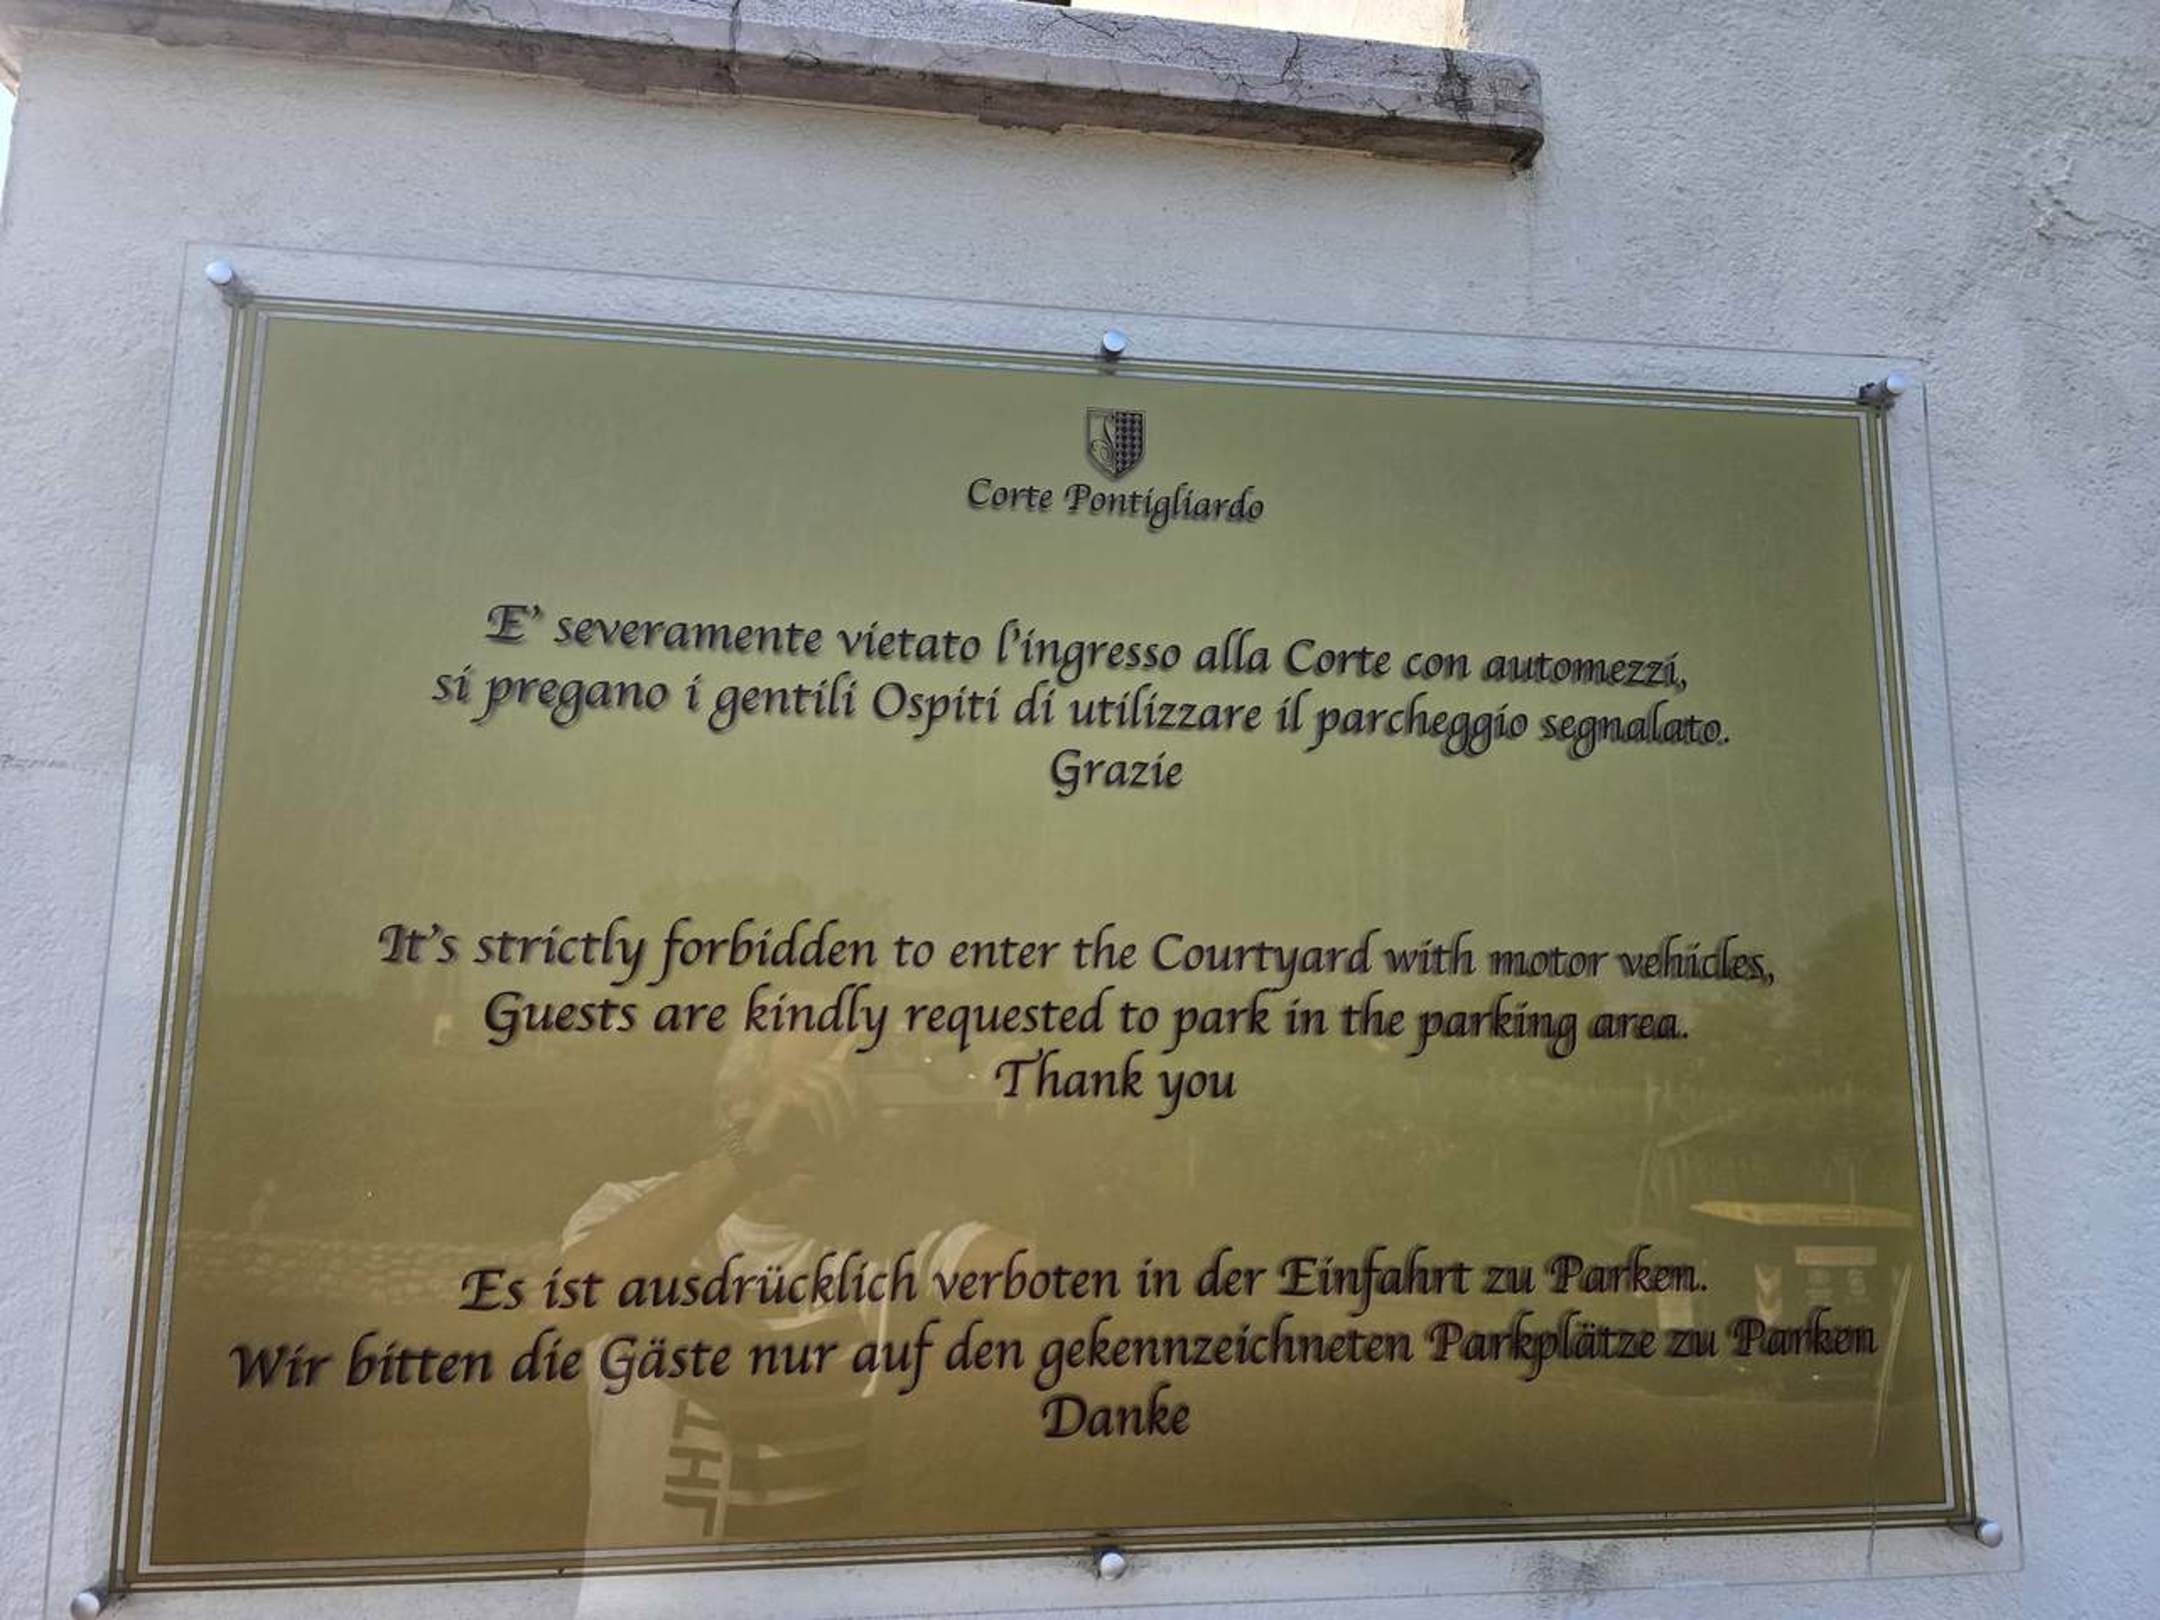 Corte Pontigliardo
E' severamente vietato l'ingresso alla Corte con automezzi,
si pregano i gentili Ospiti di utilizzare il parcheggio segnalato.
Grazie
It's strictly forbidden to enter the Courtyard with motor vehicles,
Guests are kindly requested to park in the parking area.
Thank you
Es ist ausdrücklich verboten in der Einfahrt zu Parken.
Wir bitten die Gäste nur auf den gekennzeichneten Parkplätze zu Parken
Danke